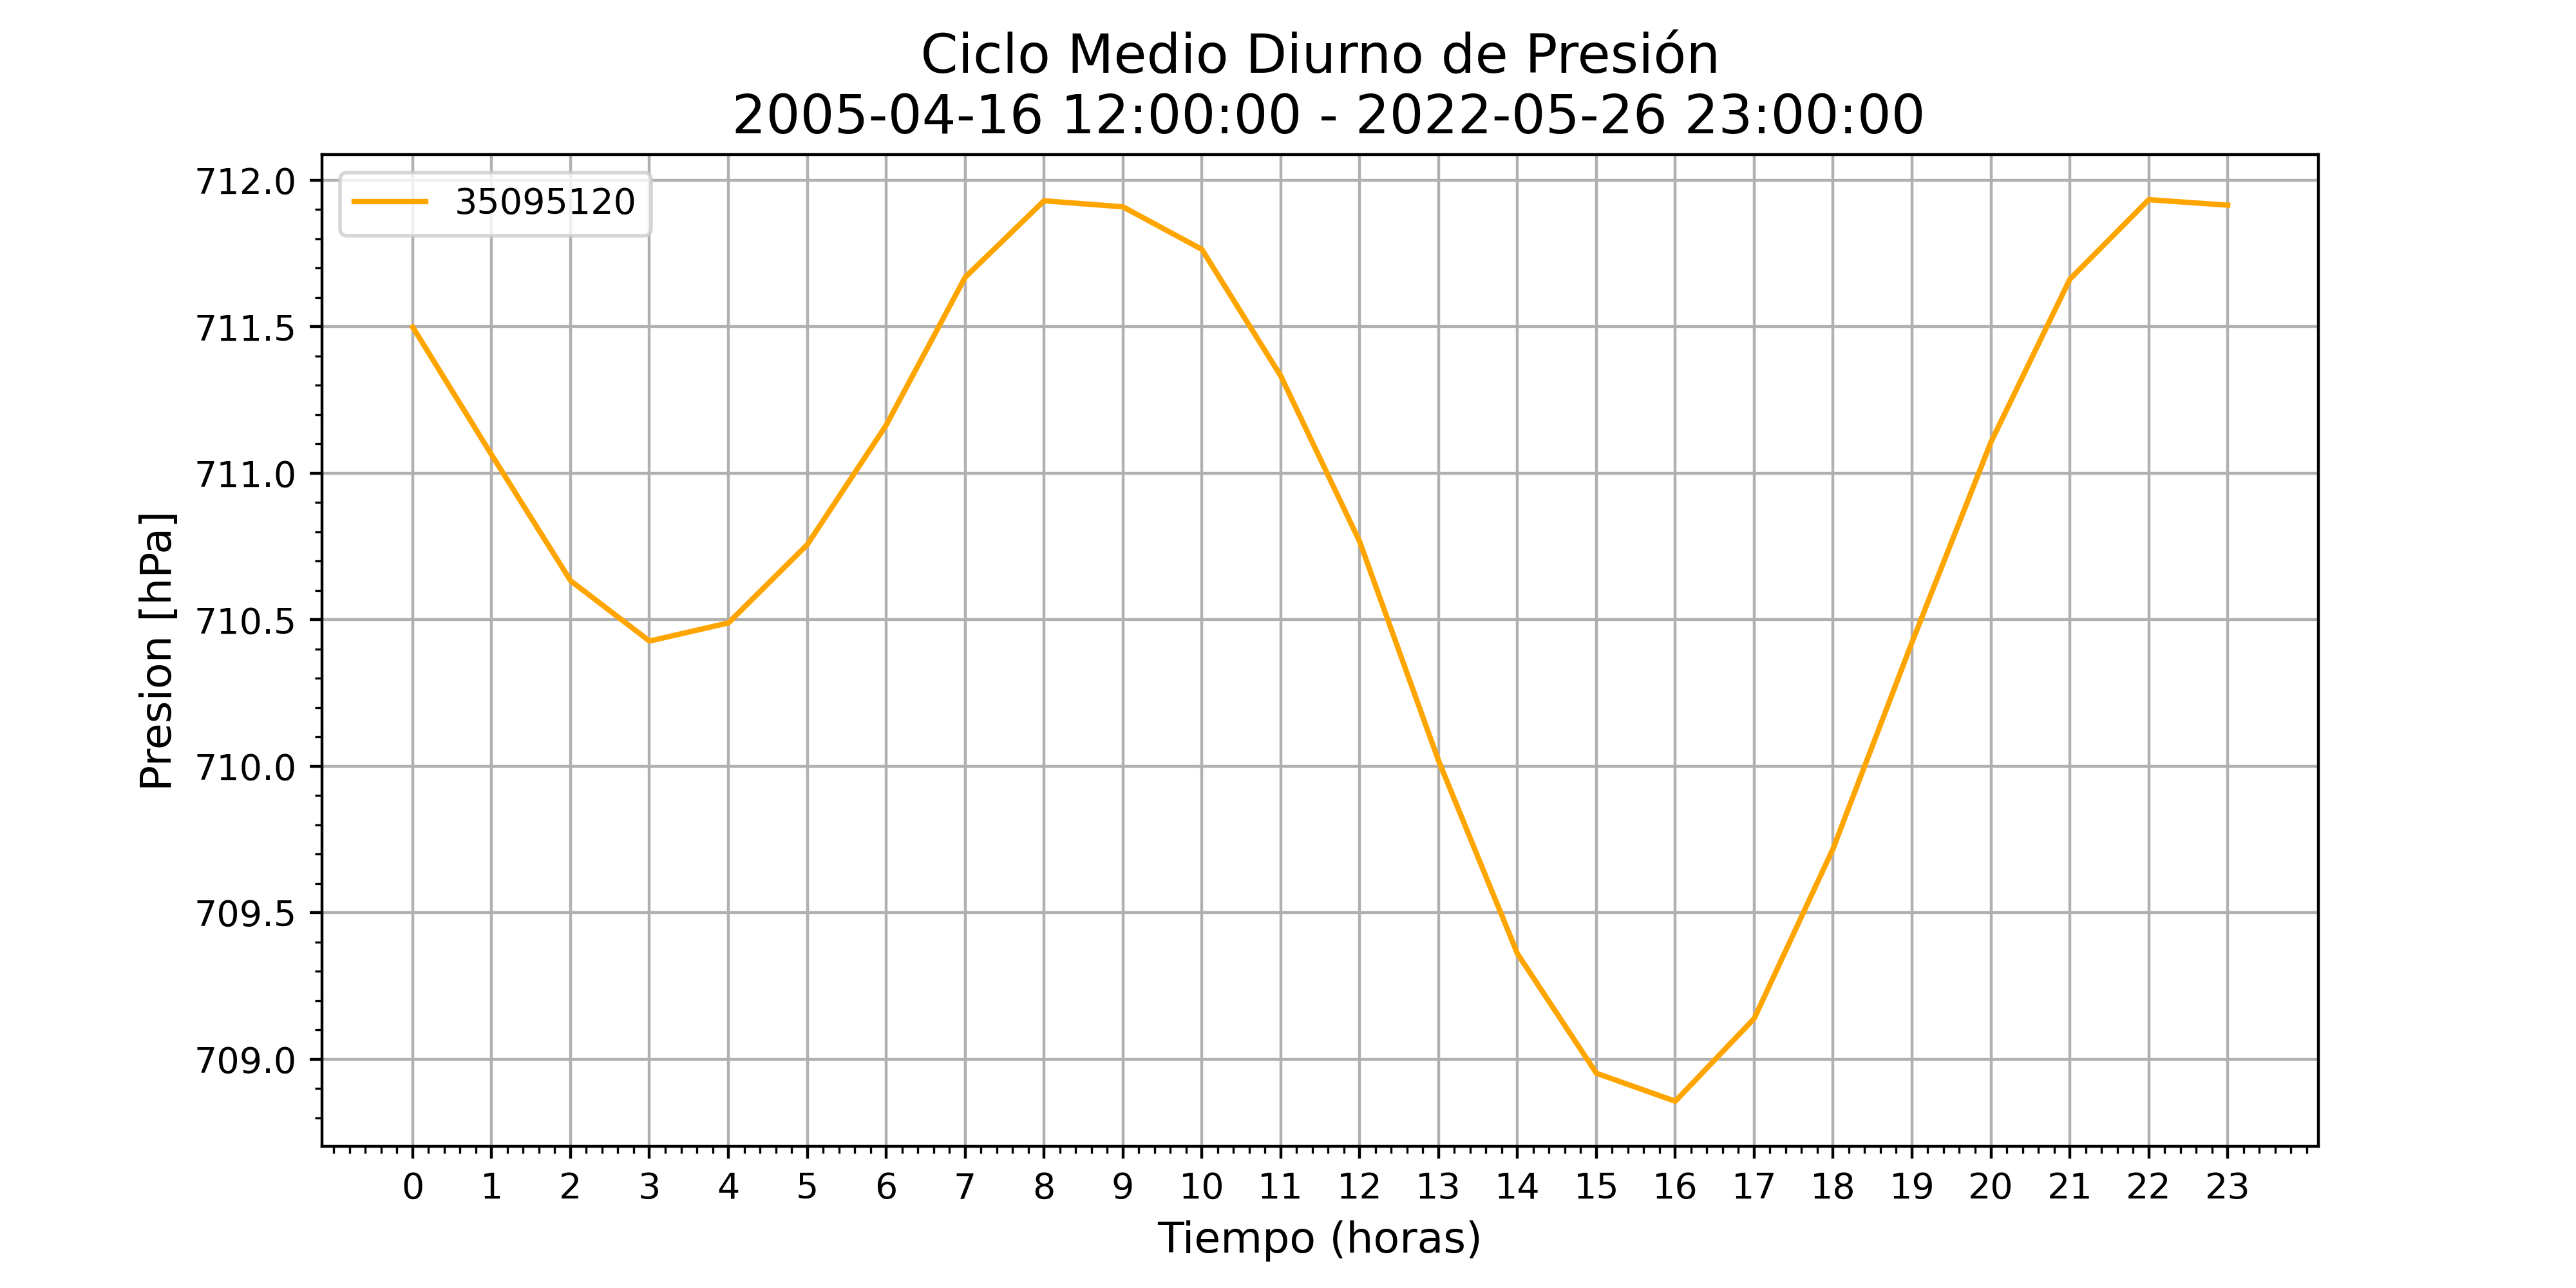 Ciclo Medio Diurno de Presión
2005-04-16 12:00:00 - 2022-05-26 23:00:00
35095120
Presion [hPa]
712.0
711.5
711.0
710.5
710.0
709.5
709.0
0 1 2 3 4 5 6 7 8 9 10 11 12 13 14 15 16 17 18 19 20 21 22 23
Tiempo (horas)